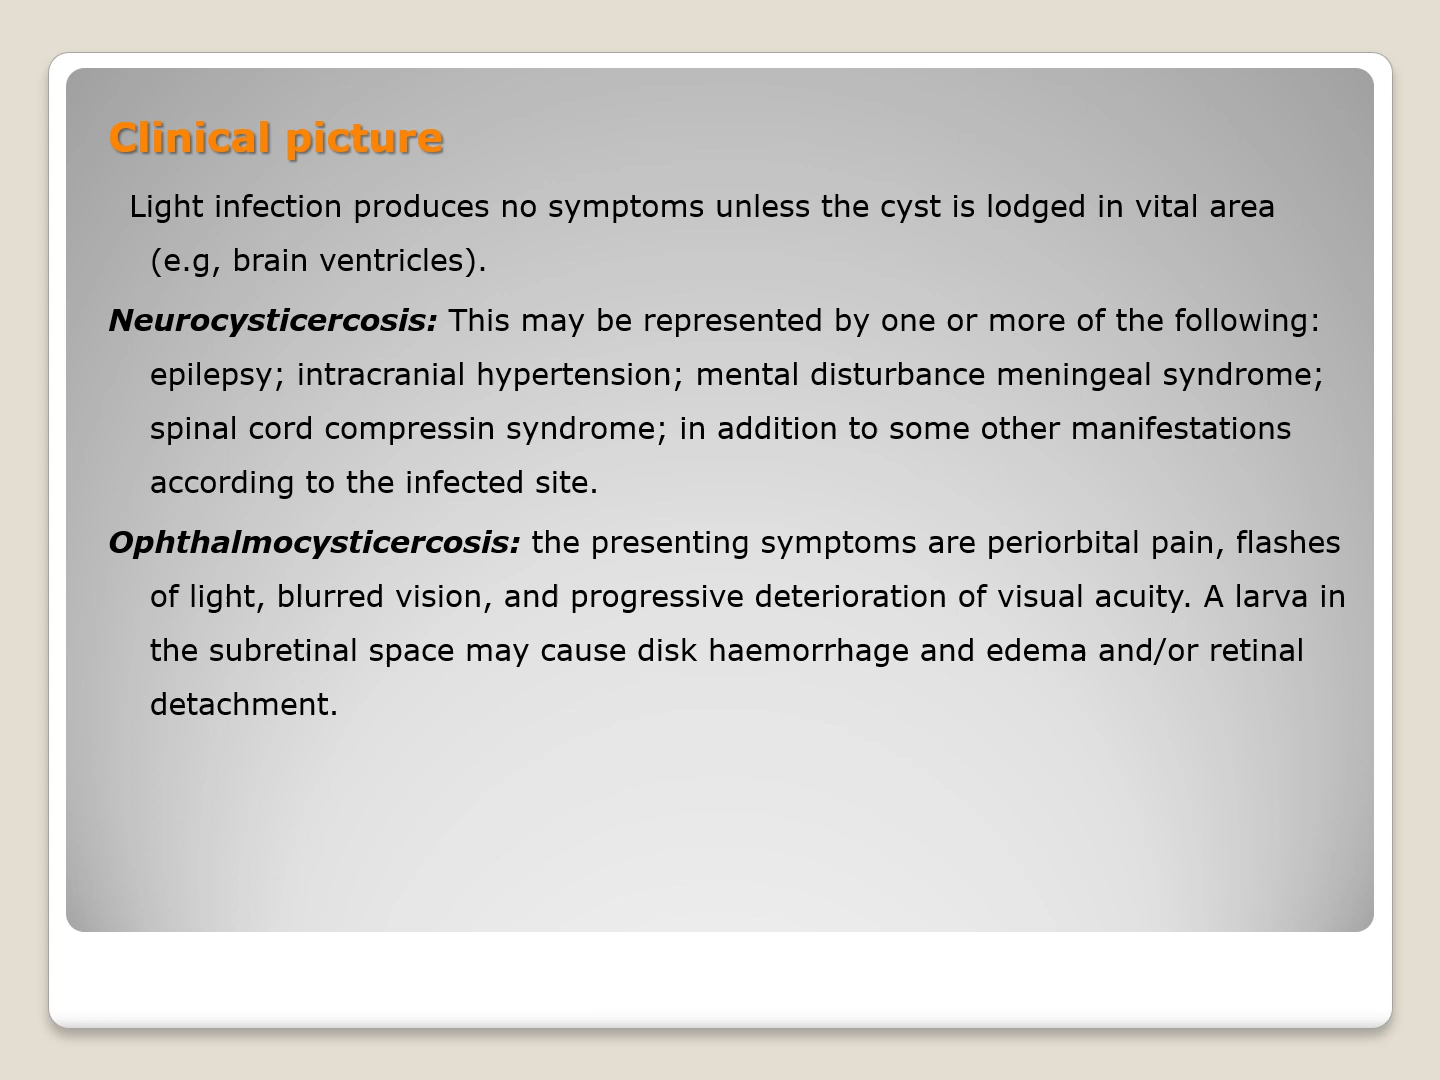 Clinical picture
Light infection produces no symptoms unless the cyst is lodged in vital area
(e.g, brain ventricles).
Neurocysticercosis: This may be represented by one or more of the following:
epilepsy; intracranial hypertension; mental disturbance meningeal syndrome;
spinal cord compressin syndrome; in addition to some other manifestations
according to the infected site.
Ophthalmocysticercosis: the presenting symptoms are periorbital pain, flashes
of light, blurred vision, and progressive deterioration of visual acuity. A larva in
the subretinal space may cause disk haemorrhage and edema and/or retinal
detachment.